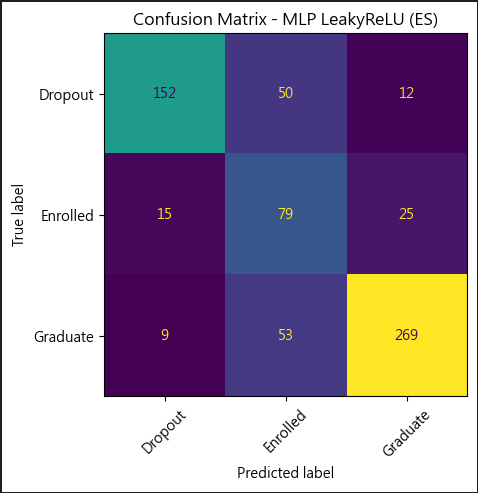 Confusion Matrix - MLP LeakyReLU (ES)
True label
Dropout 152 50 12
Enrolled 15 79 25
Graduate 9 53 269
Dropout Enrolled Graduate
Predicted label